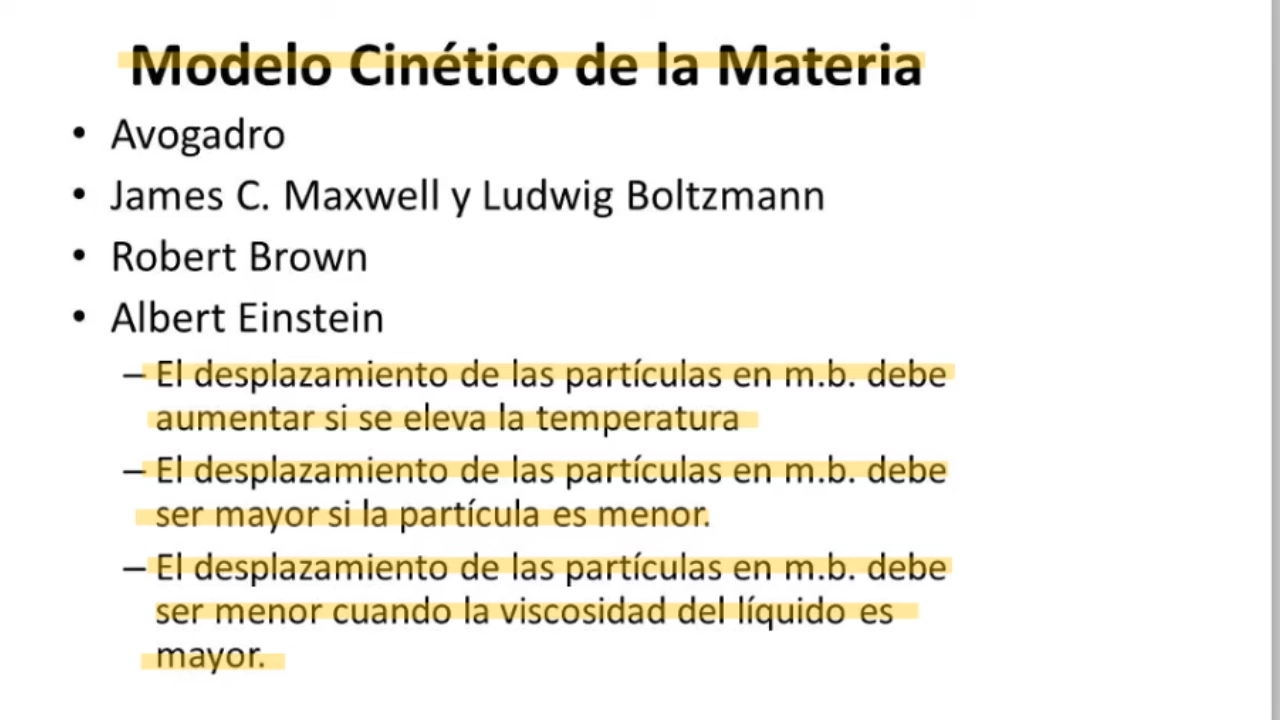 Modelo Cinético de la Materia
• Avogadro
• James C. Maxwell y Ludwig Boltzmann
• Robert Brown
• Albert Einstein
– El desplazamiento de las partículas en m.b. debe
aumentar si se eleva la temperatura
– El desplazamiento de las partículas en m.b. debe
ser mayor si la partícula es menor.
– El desplazamiento de las partículas en m.b. debe
ser menor cuando la viscosidad del líquido es
mayor.